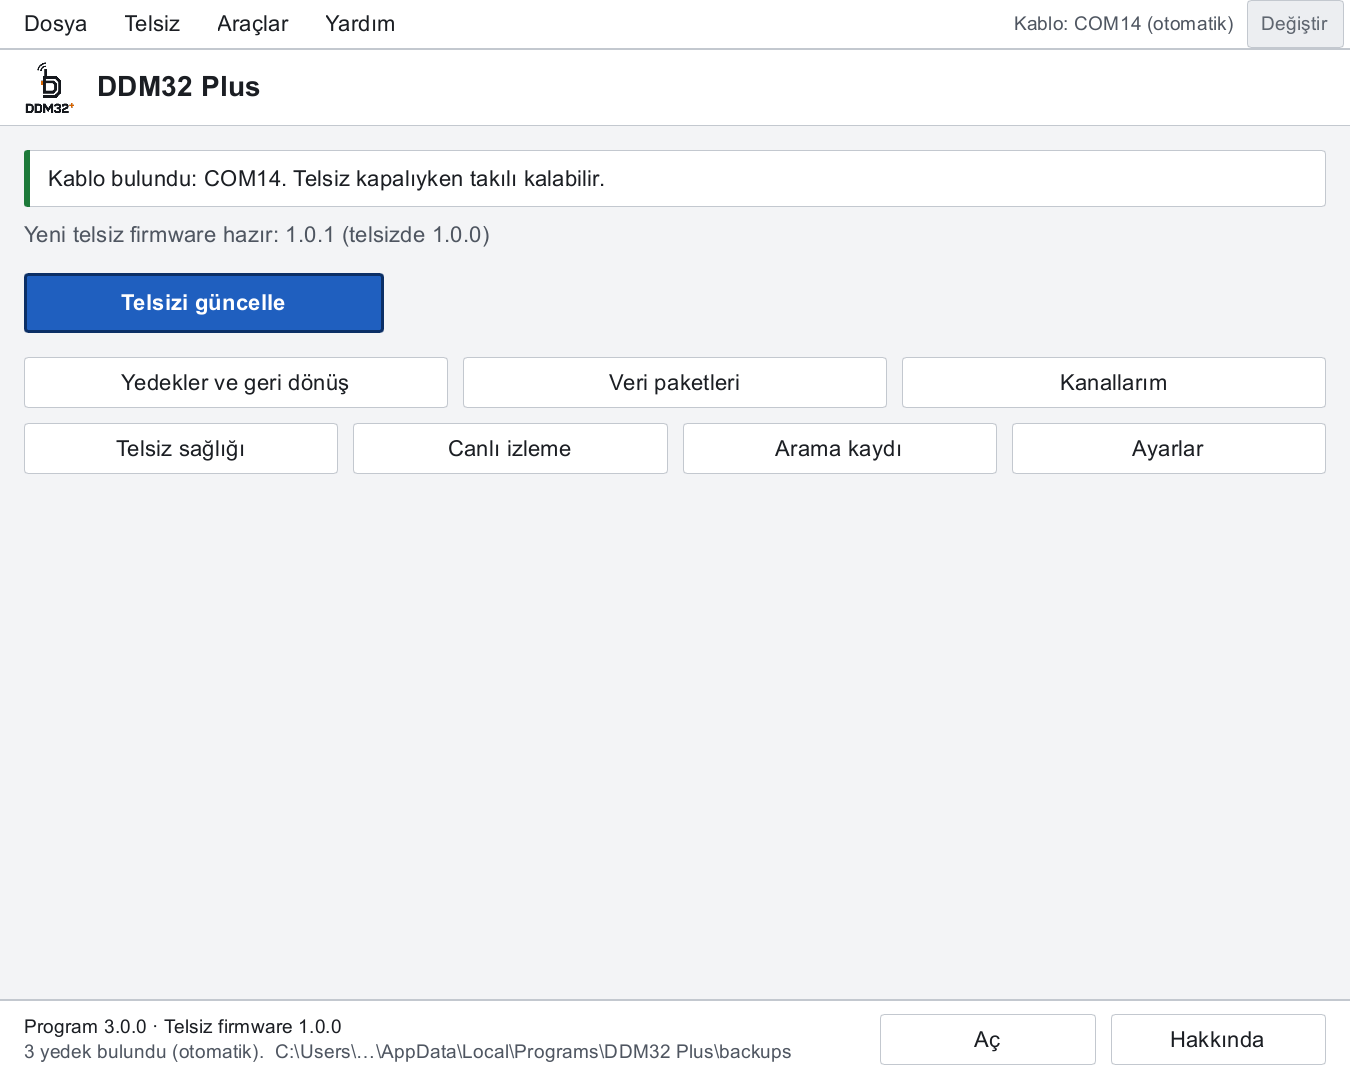 Dosya Telsiz Araçlar Yardım Kablo: COM14 (otomatik) Değiştir
DDM32+ DDM32 Plus
Kablo bulundu: COM14. Telsiz kapalıyken takılı kalabilir.
Yeni telsiz firmware hazır: 1.0.1 (telsizde 1.0.0)
Telsizi güncelle
Yedekler ve geri dönüş Veri paketleri Kanallarım
Telsiz sağlığı Canlı izleme Arama kaydı Ayarlar
Program 3.0.0 · Telsiz firmware 1.0.0
3 yedek bulundu (otomatik). C:\Users\…\AppData\Local\Programs\DDM32 Plus\backups
Aç Hakkında